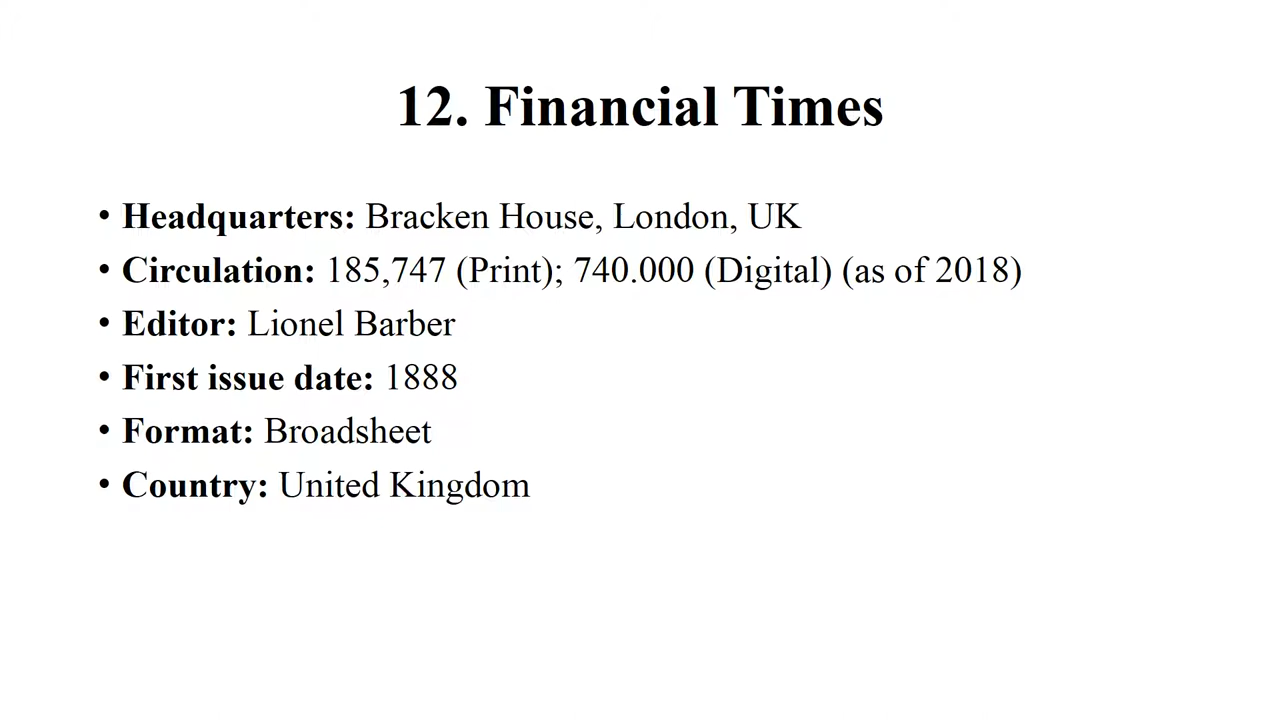 12. Financial Times
• Headquarters: Bracken House, London, UK
• Circulation: 185,747 (Print); 740.000 (Digital) (as of 2018)
• Editor: Lionel Barber
• First issue date: 1888
• Format: Broadsheet
• Country: United Kingdom